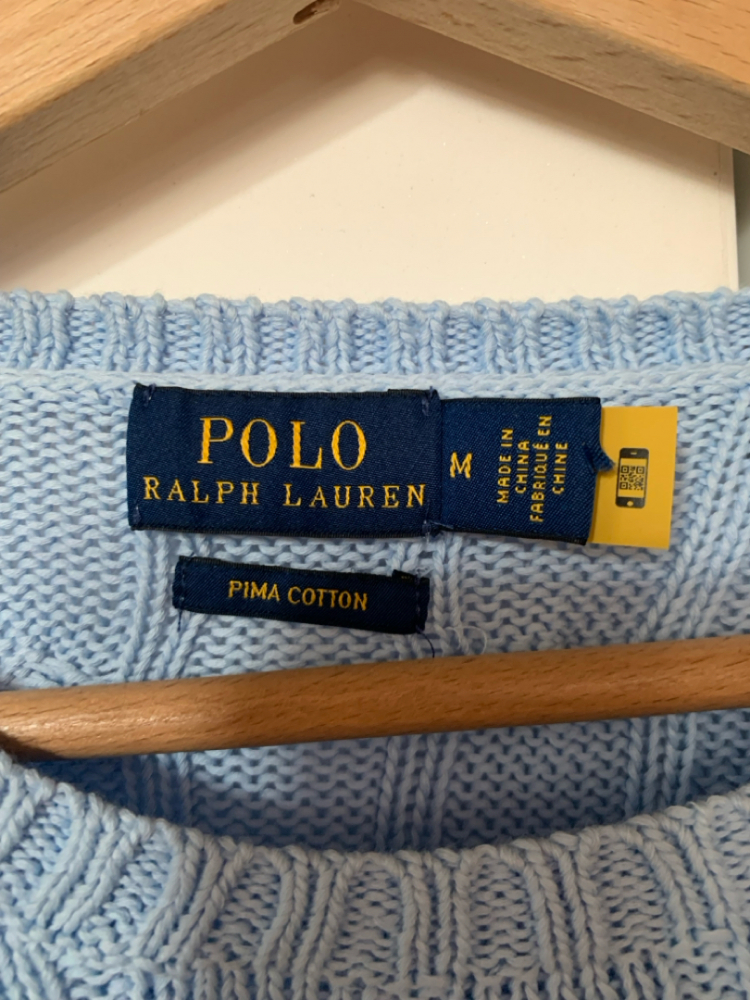 POLO
RALPH LAUREN
M
MADE IN
CHINA
FABRIQUÉ EN
CHINE
PIMA COTTON